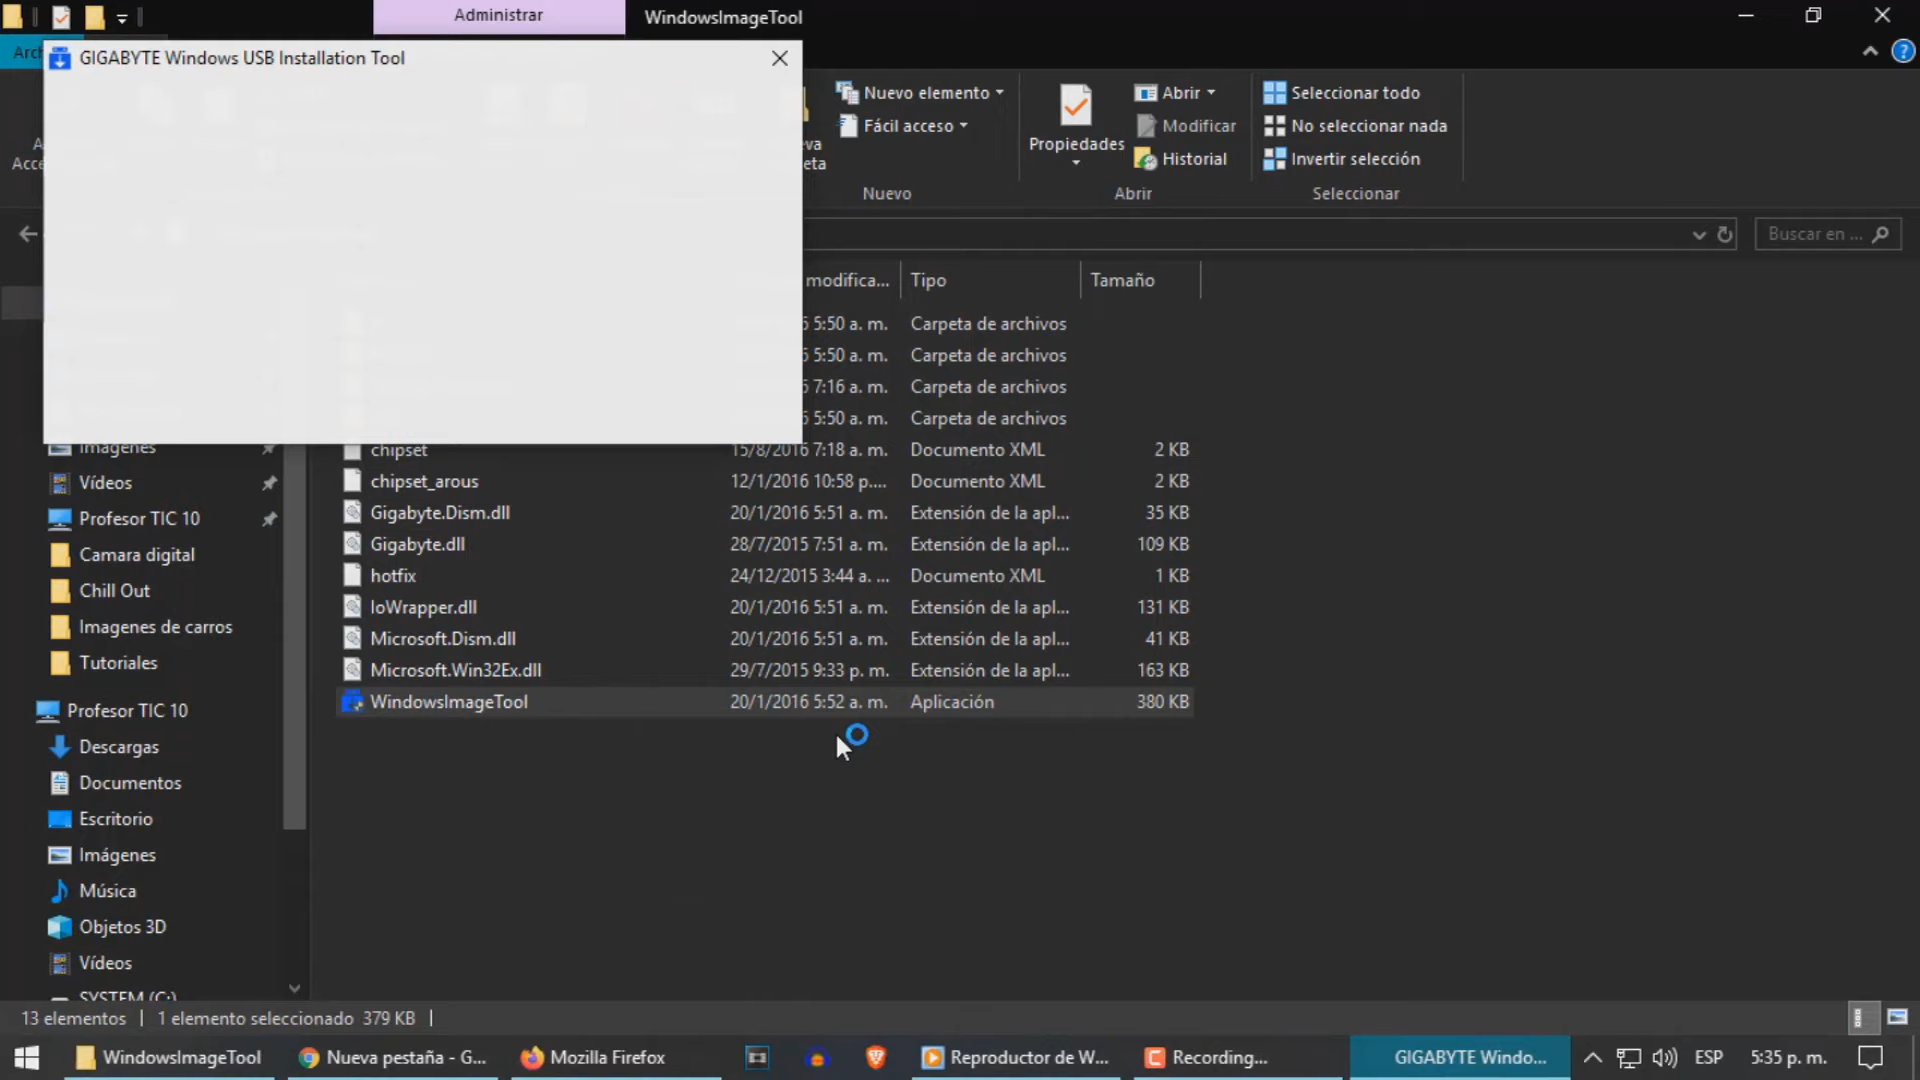 Administrar
WindowsImageTool
Arch
GIGABYTE Windows USB Installation Tool
Nuevo elemento
Fácil acceso
Nuevo
Propiedades
Abrir
Modificar
Historial
Abrir
Seleccionar todo
No seleccionar nada
Invertir selección
Seleccionar
Buscar en ...
modifica...
Tipo
Tamaño
5:50 a. m.
Carpeta de archivos
5:50 a. m.
Carpeta de archivos
7:16 a. m.
Carpeta de archivos
5:50 a. m.
Carpeta de archivos
chipset
15/8/2016 7:18 a. m.
Documento XML
2 KB
chipset_arous
12/1/2016 10:58 p....
Documento XML
2 KB
Gigabyte.Dism.dll
20/1/2016 5:51 a. m.
Extensión de la apl...
35 KB
Gigabyte.dll
28/7/2015 7:51 a. m.
Extensión de la apl...
109 KB
hotfix
24/12/2015 3:44 a. ...
Documento XML
1 KB
IoWrapper.dll
20/1/2016 5:51 a. m.
Extensión de la apl...
131 KB
Microsoft.Dism.dll
20/1/2016 5:51 a. m.
Extensión de la apl...
41 KB
Microsoft.Win32Ex.dll
29/7/2015 9:33 p. m.
Extensión de la apl...
163 KB
WindowsImageTool
20/1/2016 5:52 a. m.
Aplicación
380 KB
Imágenes
Vídeos
Profesor TIC 10
Camara digital
Chill Out
Imagenes de carros
Tutoriales
Profesor TIC 10
Descargas
Documentos
Escritorio
Imágenes
Música
Objetos 3D
Vídeos
SYSTEM (C:)
13 elementos
1 elemento seleccionado 379 KB
WindowsImageTool
Nueva pestaña - G...
Mozilla Firefox
Reproductor de W...
Recording...
GIGABYTE Windo...
ESP
5:35 p. m.